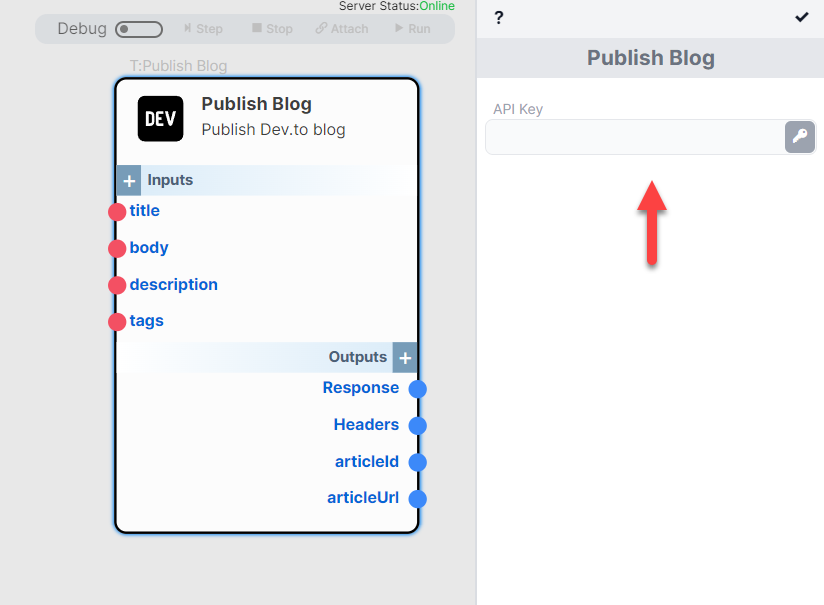 Server Status:Online
Debug Step Stop Attach Run
T:Publish Blog
DEV
Publish Blog
Publish Dev.to blog
+ Inputs
title
body
description
tags
Outputs +
Response
Headers
articleId
articleUrl
?
Publish Blog
API Key